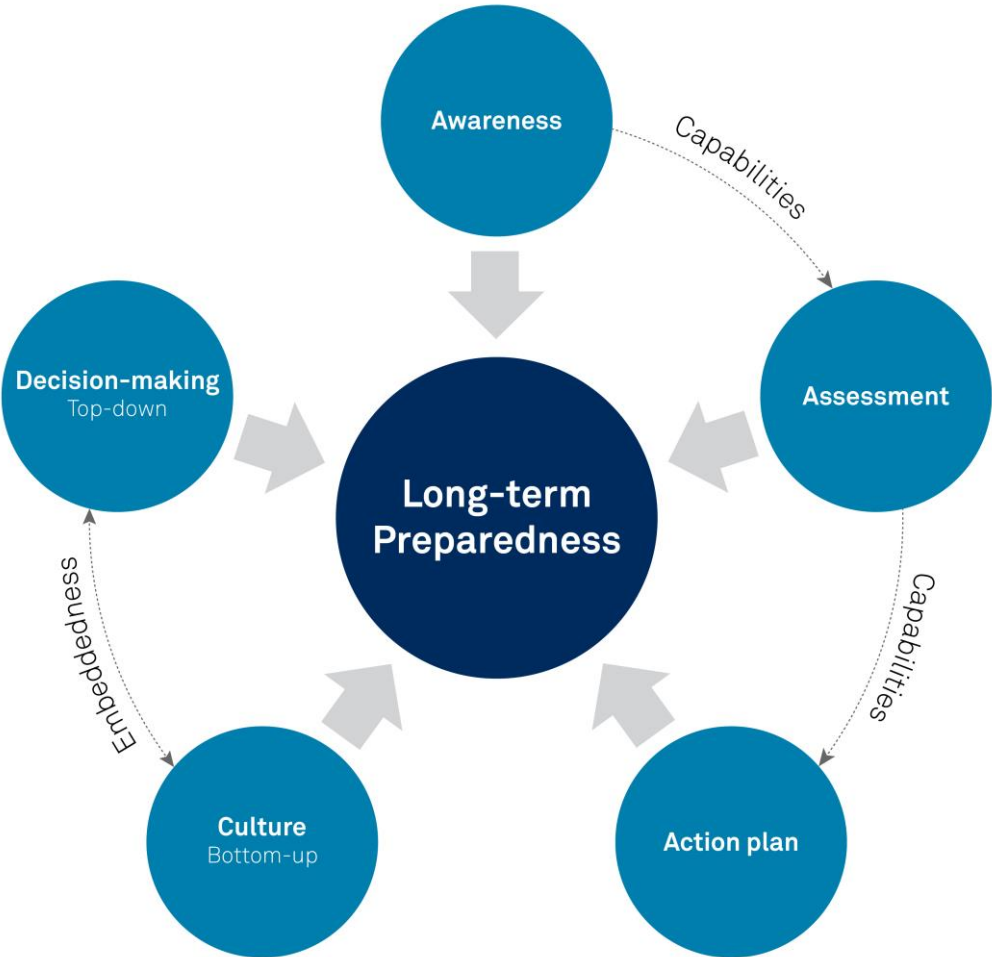 Awareness
Capabilities
Decision-making
Top-down
Assessment
Long-term
Preparedness
Embeddedness
Capabilities
Culture
Bottom-up
Action plan